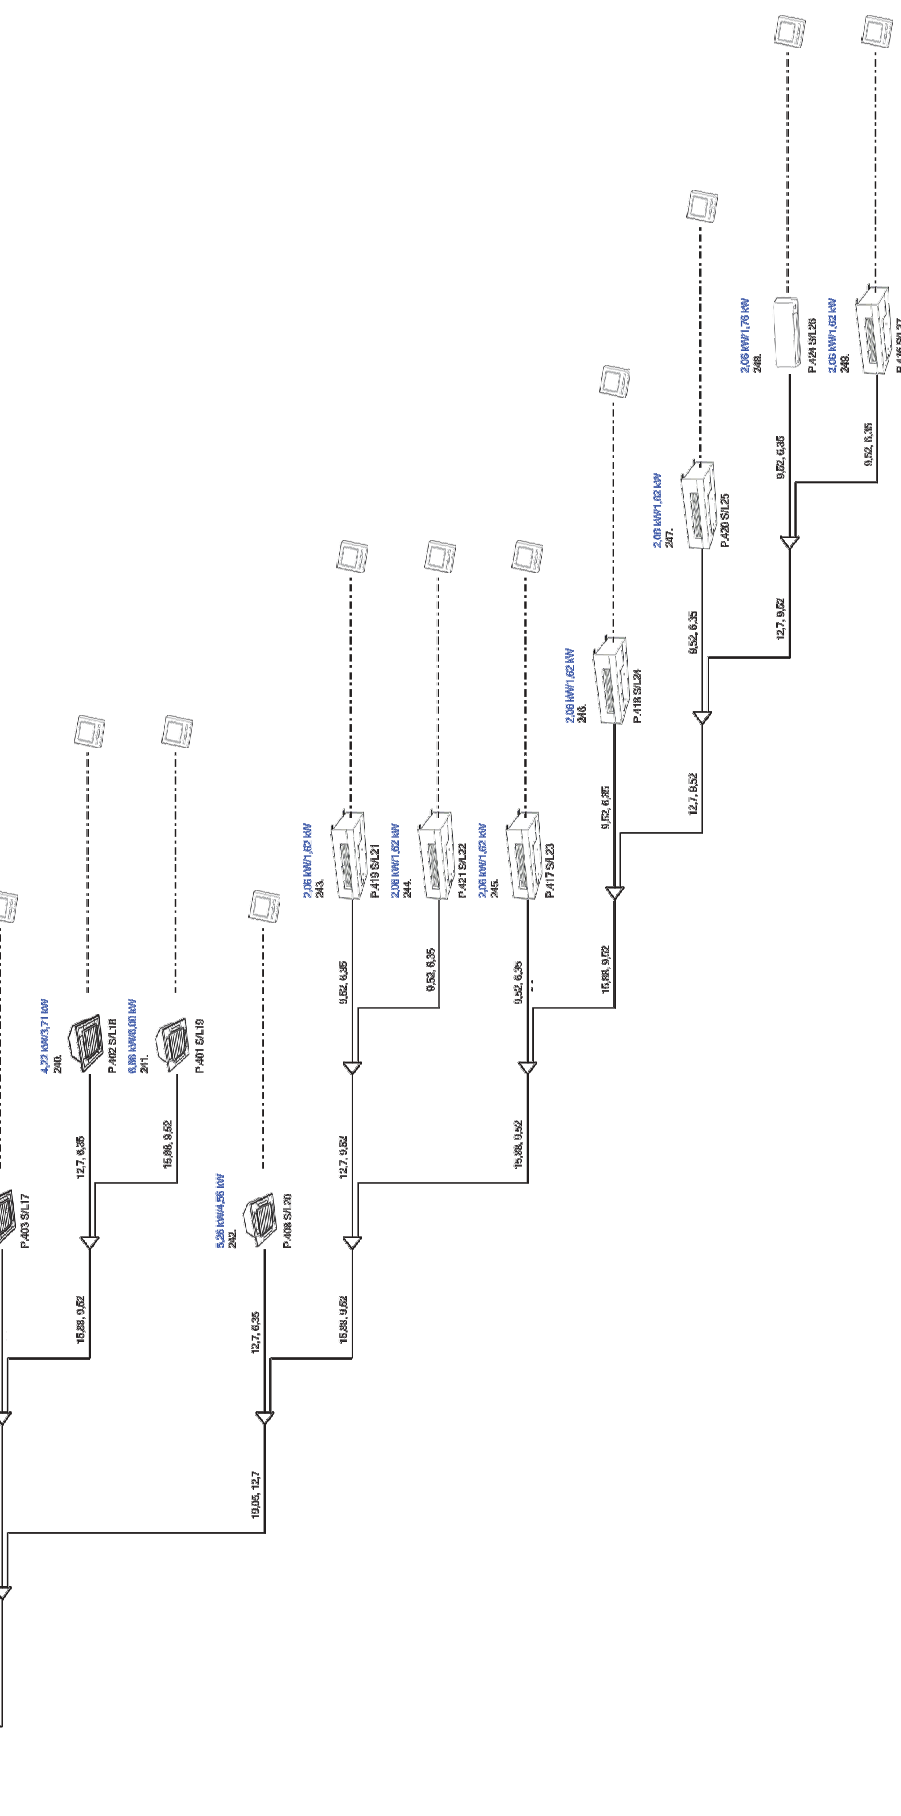 P.403 S/L17
4,22 kW/3,71 kW
240.
P.402 S/L18
12,7, 6,35
15,88, 9,52
6,86 kW/6,00 kW
241.
P.401 S/L19
15,88, 9,52
5,26 kW/4,56 kW
242.
P.408 S/L20
12,7, 6,35
19,05, 12,7
2,06 kW/1,62 kW
243.
P.419 S/L21
9,52, 6,35
12,7, 9,52
15,88, 9,52
2,06 kW/1,62 kW
244.
P.421 S/L22
9,52, 6,35
2,06 kW/1,62 kW
245.
P.417 S/L23
9,52, 6,35
15,88, 9,52
2,06 kW/1,62 kW
246.
P.418 S/L24
9,52, 6,35
15,88, 9,52
2,06 kW/1,62 kW
247.
P.420 S/L25
9,52, 6,35
12,7, 9,52
2,06 kW/1,76 kW
248.
P.424 S/L26
9,52, 6,35
12,7, 9,52
2,06 kW/1,62 kW
249.
9,52, 6,35